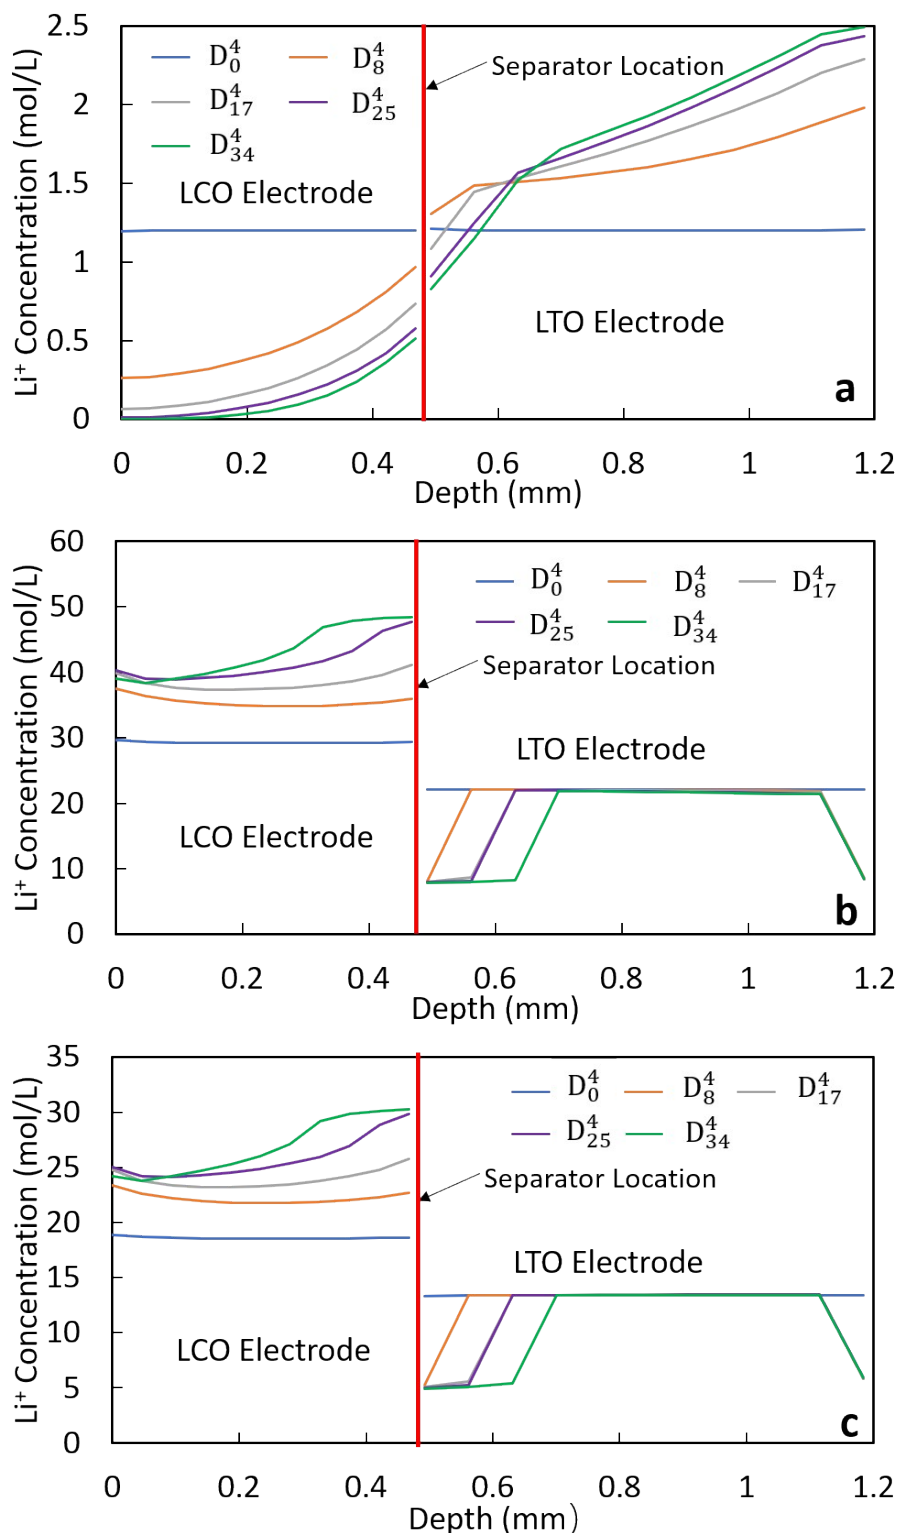 2.5
2
1.5
1
0.5
0
Li⁺ Concentration (mol/L)
D₀⁴ D₈⁴
D₁₇⁴ D₂₅⁴
D₃₄⁴
Separator Location
LCO Electrode
LTO Electrode
a
0 0.2 0.4 0.6 0.8 1 1.2
Depth (mm)
60
50
40
30
20
10
0
Li⁺ Concentration (mol/L)
D₀⁴ D₈⁴ D₁₇⁴
D₂₅⁴ D₃₄⁴
Separator Location
LTO Electrode
LCO Electrode
b
0 0.2 0.4 0.6 0.8 1 1.2
Depth (mm)
35
30
25
20
15
10
5
0
Li⁺ Concentration (mol/L)
D₀⁴ D₈⁴ D₁₇⁴
D₂₅⁴ D₃₄⁴
Separator Location
LTO Electrode
LCO Electrode
c
0 0.2 0.4 0.6 0.8 1 1.2
Depth (mm)